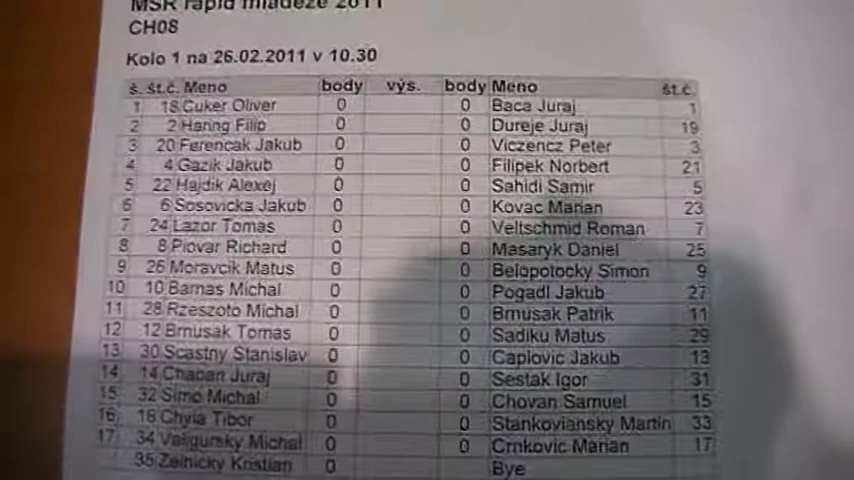 MSR rapid mladeze 2011
CH08
Kolo 1 na 26.02.2011 v 10.30
š. št.č. Meno body výs. body Meno št.č.
1 18 Cuker Oliver 0 0 Baca Juraj 1
2 2 Haring Filip 0 0 Dureje Juraj 19
3 20 Ferencak Jakub 0 0 Viczencz Peter 3
4 4 Gazik Jakub 0 0 Filipek Norbert 21
5 22 Hajdik Alexej 0 0 Sahidi Samir 5
6 6 Sosovicka Jakub 0 0 Kovac Marian 23
7 24 Lazor Tomas 0 0 Veltschmid Roman 7
8 8 Pivovar Richard 0 0 Masaryk Daniel 25
9 26 Moravcik Matus 0 0 Belopotocky Simon 9
10 10 Barnas Michal 0 0 Pogadl Jakub 27
11 28 Rzeszoto Michal 0 0 Brnusak Patrik 11
12 12 Brnusak Tomas 0 0 Sadiku Matus 29
13 30 Scastny Stanislav 0 0 Caplovic Jakub 13
14 14 Chaban Juraj 0 0 Sestak Igor 31
15 32 Simo Michal 0 0 Chovan Samuel 15
16 16 Chyla Tibor 0 0 Stankoviansky Martin 33
17 34 Valigursky Michal 0 0 Crnkovic Marian 17
35 Zelnicky Kristian 0 Bye